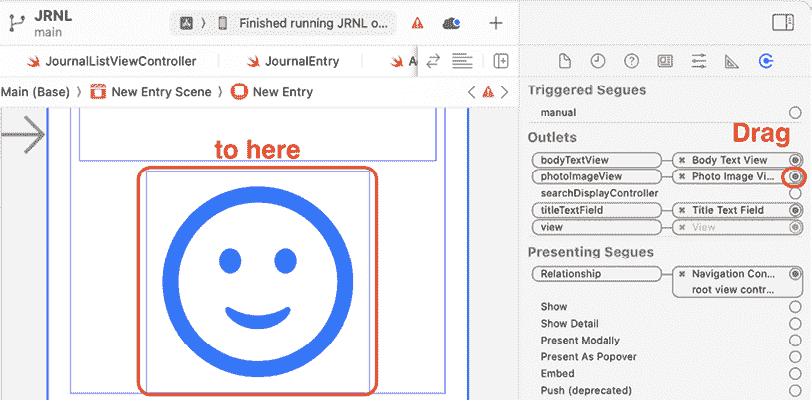 JRNL
main
Finished running JRNL o...
JournalListViewController
JournalEntry
A
Main (Base)
New Entry Scene
New Entry
to here
Triggered Segues
manual
Outlets
Drag
bodyTextView
Body Text View
photoImageView
Photo Image Vi...
searchDisplayController
titleTextField
Title Text Field
view
View
Presenting Segues
Relationship
Navigation Con...
root view contr...
Show
Show Detail
Present Modally
Present As Popover
Embed
Push (deprecated)